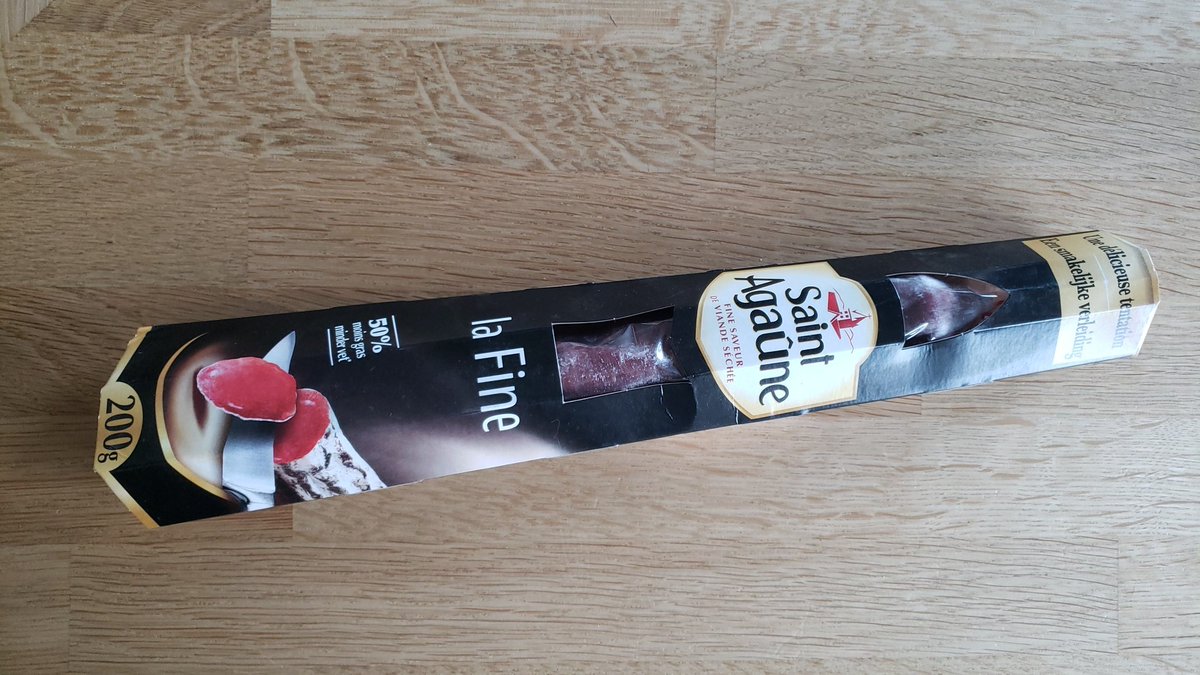 Une délicieuse tentation
Een smakelijke verleiding
Saint
Agaûne
FINE SAVEUR
DE VIANDE SÉCHÉE
la Fine
50%
moins gras
minder vet*
200g